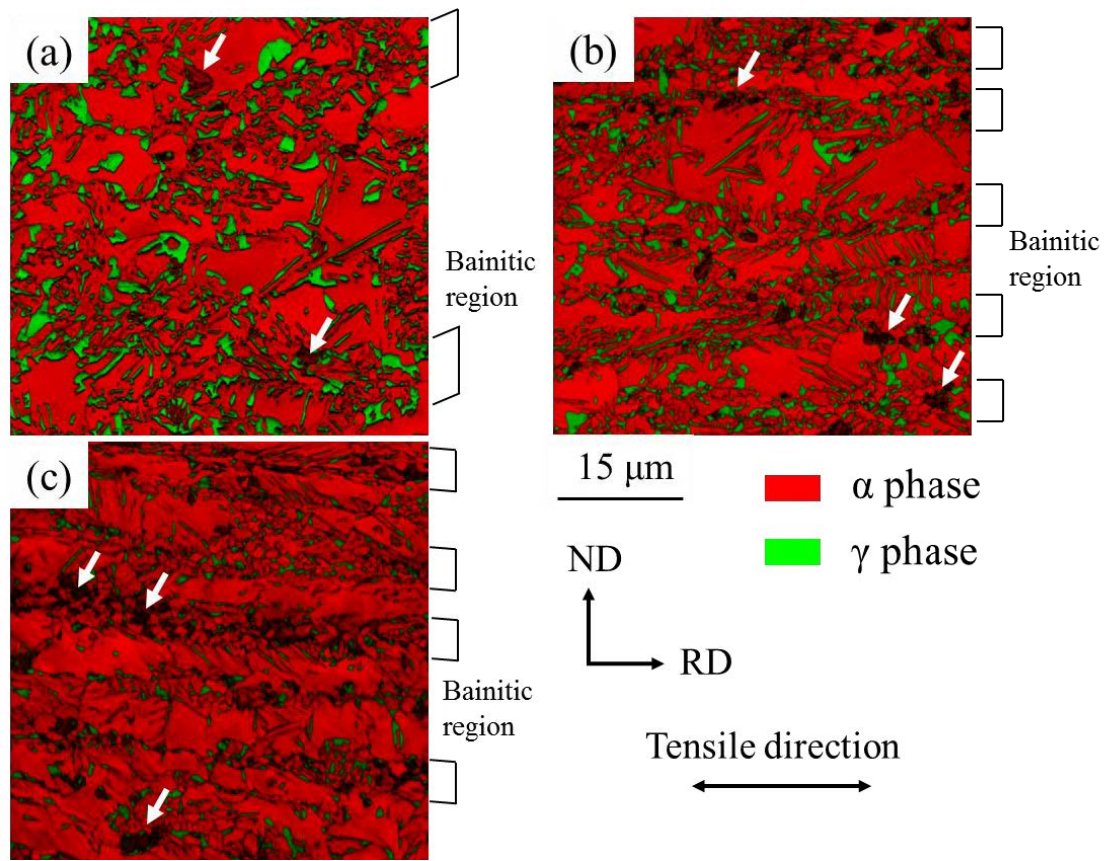 (a)
Bainitic
region
(b)
Bainitic
region
(c)
Bainitic
region
15 μm
α phase
γ phase
ND
RD
Tensile direction